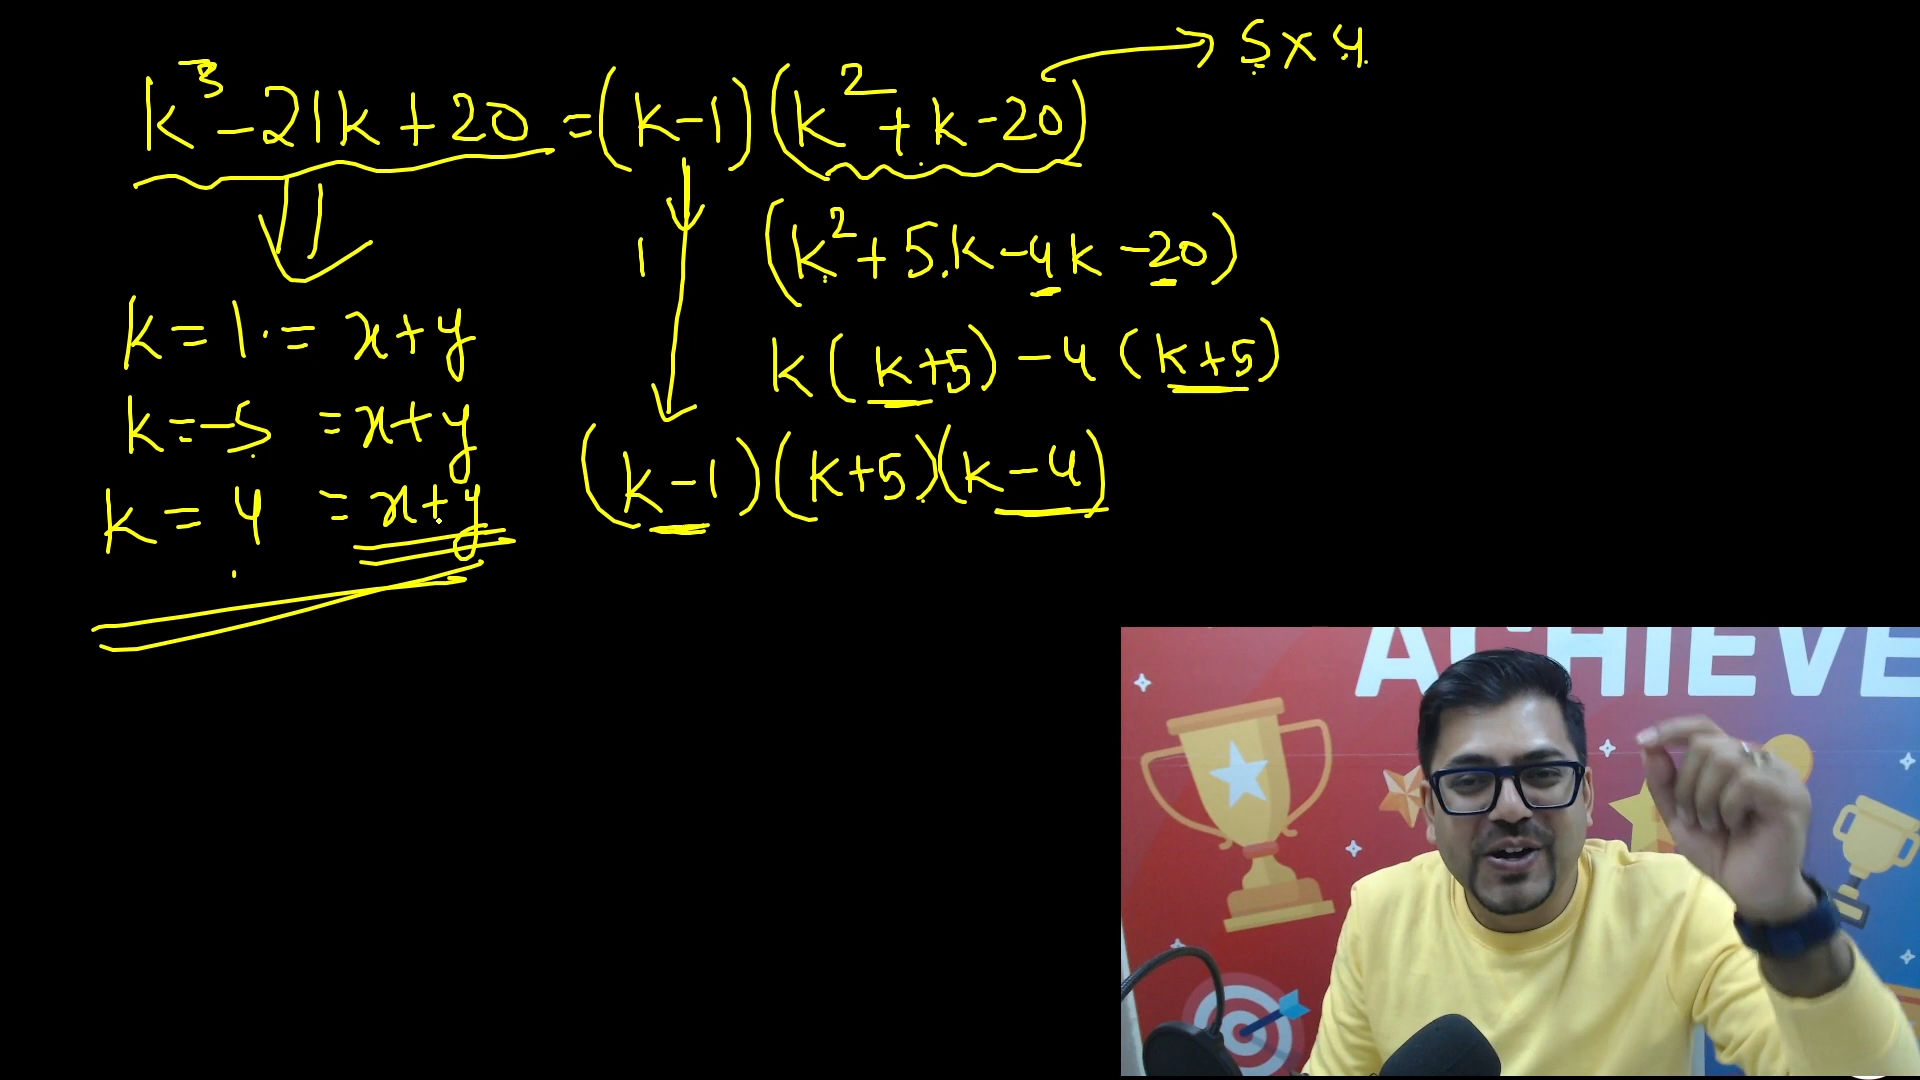 k³ - 21k + 20 = (k-1)(k² + k - 20) → 5 x 4
1 (k² + 5.k - 4k - 20)
k = 1 . = x + y
k(k+5) - 4(k+5)
k = -5 = x + y
(k-1)(k+5)(k-4)
k = 4 = x + y
ACHIEVE